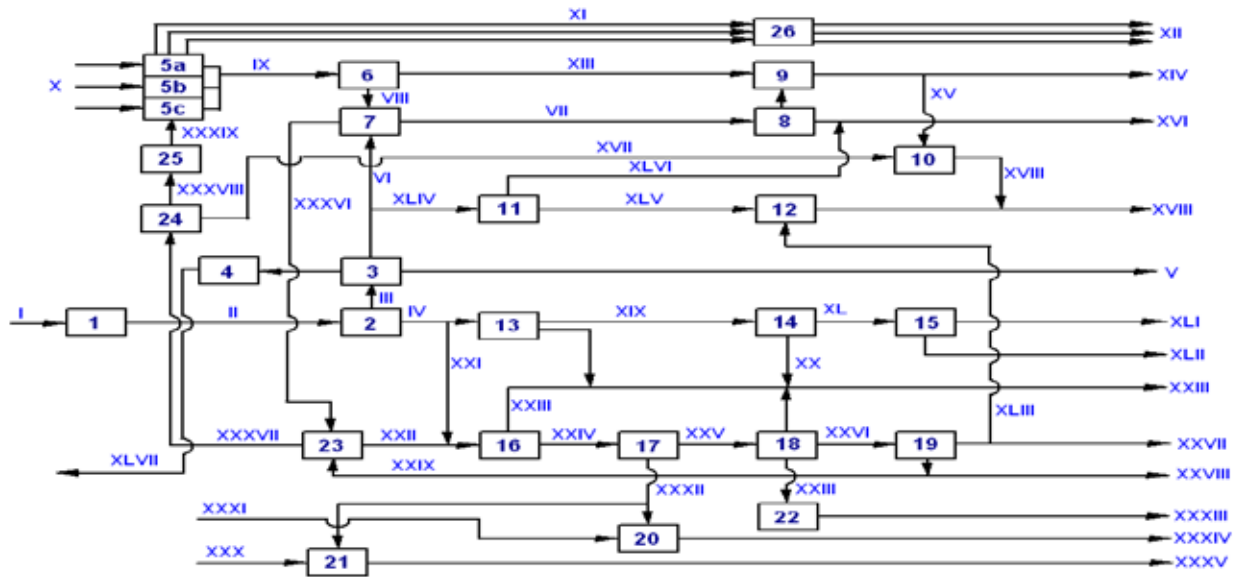 XI
26
XII
5a
IX
6
XIII
9
XIV
X
5b
5c
VIII
XV
XXXIX
7
VII
8
XVI
25
XVII
10
XXXVIII
VI
XLVI
XVIII
24
XXXVI
XLIV
11
XLV
12
XVIII
4
3
V
I
1
II
III
2
IV
13
XIX
14
XL
15
XLI
XXI
XX
XLII
XXIII
XXIII
XLIII
XXXVII
23
XXII
16
XXIV
17
XXV
18
XXVI
19
XXVII
XLVII
XXIX
XXVIII
XXXII
XXIII
XXXI
22
XXXIII
20
XXXIV
XXX
21
XXXV